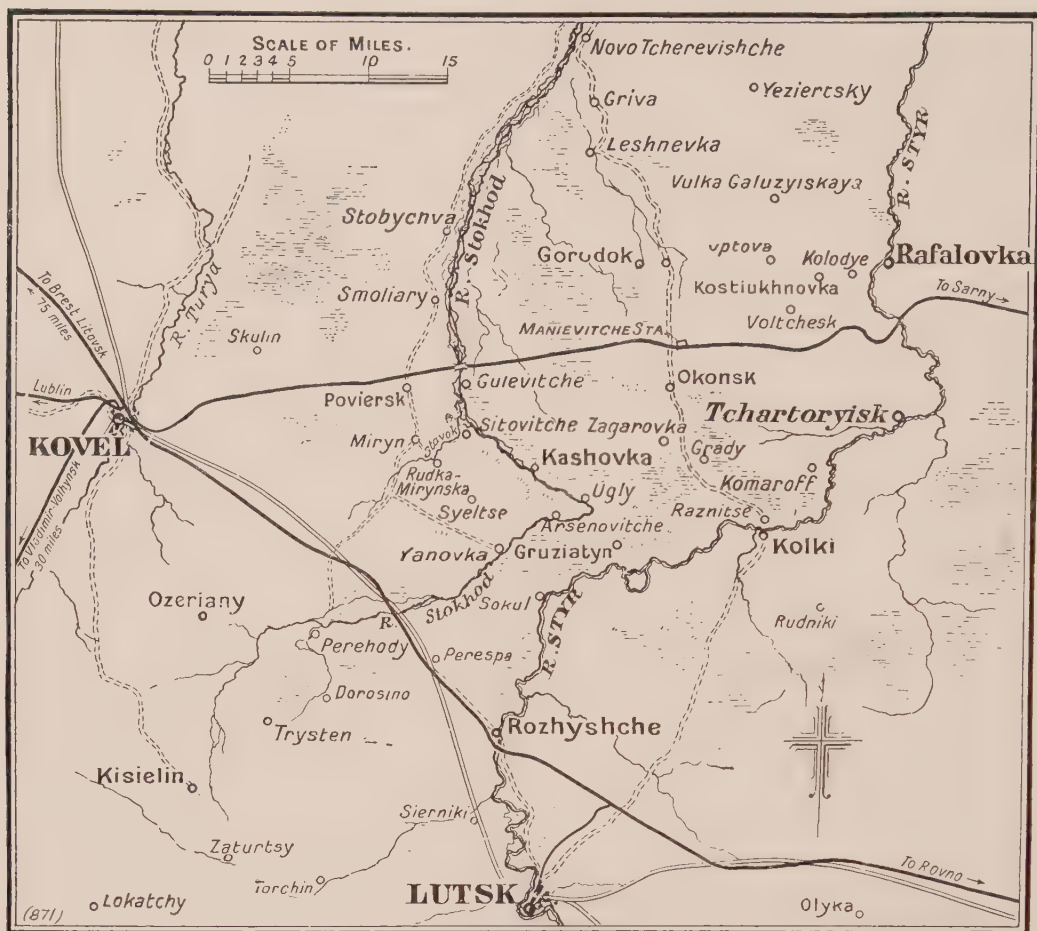 SCALE OF MILES.
0 1 2 3 4 5 10 15
Novo Tcherevishche
Griva
Yeziertsky
Leshnevka
R. STYR
Vulka Galuzyiskaya
R. Stokhod
Stobychva
Gorodok
Optova
Kolodye
Rafalovka
To Sarny
Kostiukhnovka
Smoliary
Voltchesk
R. Turya
To Brest Litovsk
75 miles
Skulin
MANIEVITCHE STA.
Lublin
Poviersk
Gulevitche
Okonsk
Tchartoryisk
KOVEL
Miryn
Stavok
Sitovitche
Zagarovka
Grady
Kashovka
Komaroff
Rudka-
Mirynska
Syeltse
Ugly
Arsenovitche
Raznitse
Kolki
To Vladimir-Volhynsk
30 miles
Yanovka
Gruziatyn
Ozeriany
R. Stokhod
Sokul
R. STYR
Rudniki
Perehody
Perespa
Dorosino
Trysten
Rozhyshche
Kisielin
Sierniki
Zaturtsy
Torchin
LUTSK
To Rovno
Lokatchy
Olyka
(871)